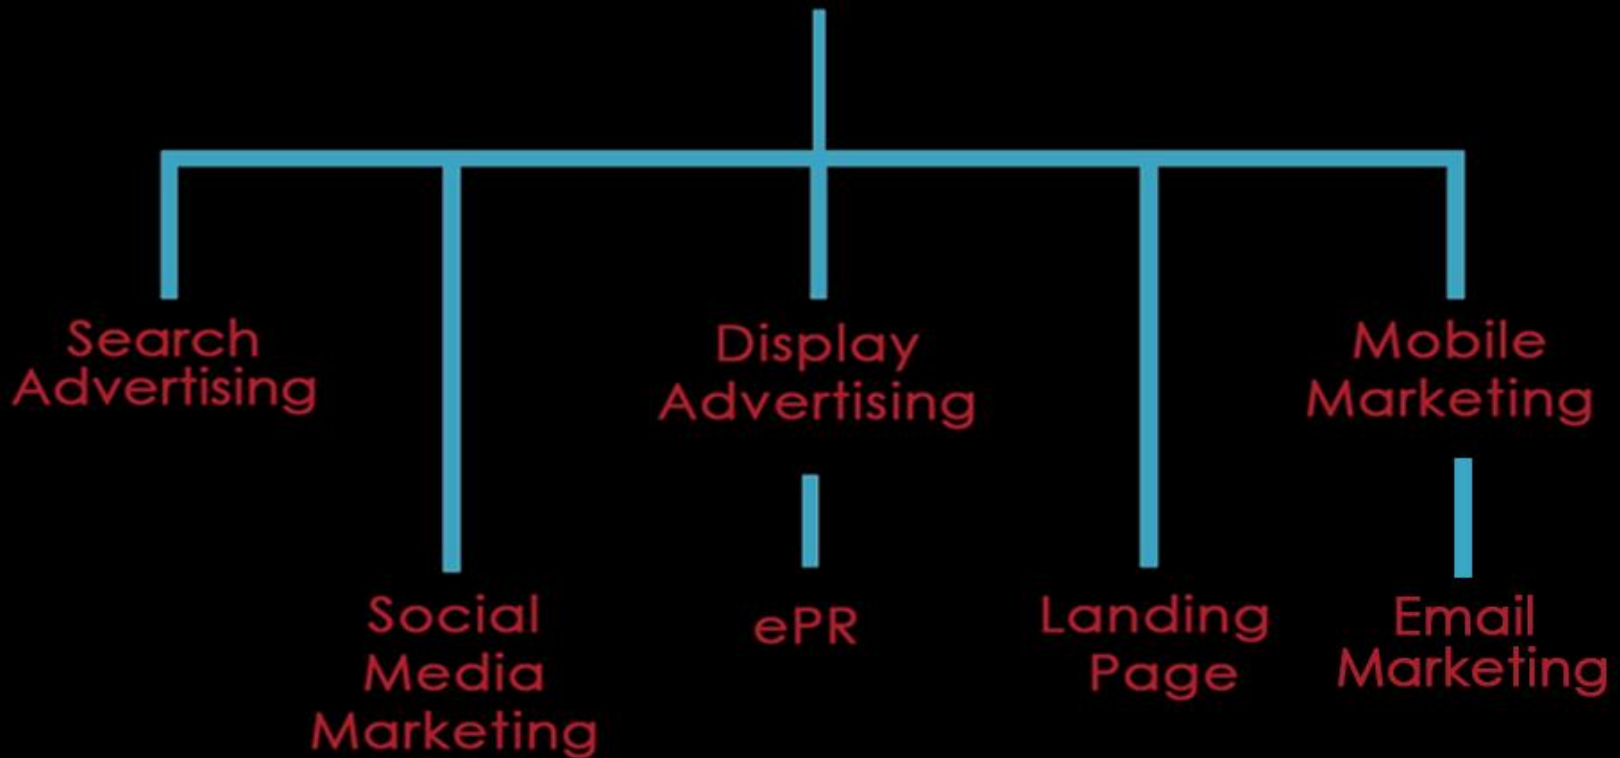 Search
Advertising
Display
Advertising
Mobile
Marketing
Social
Media
Marketing
ePR
Landing
Page
Email
Marketing